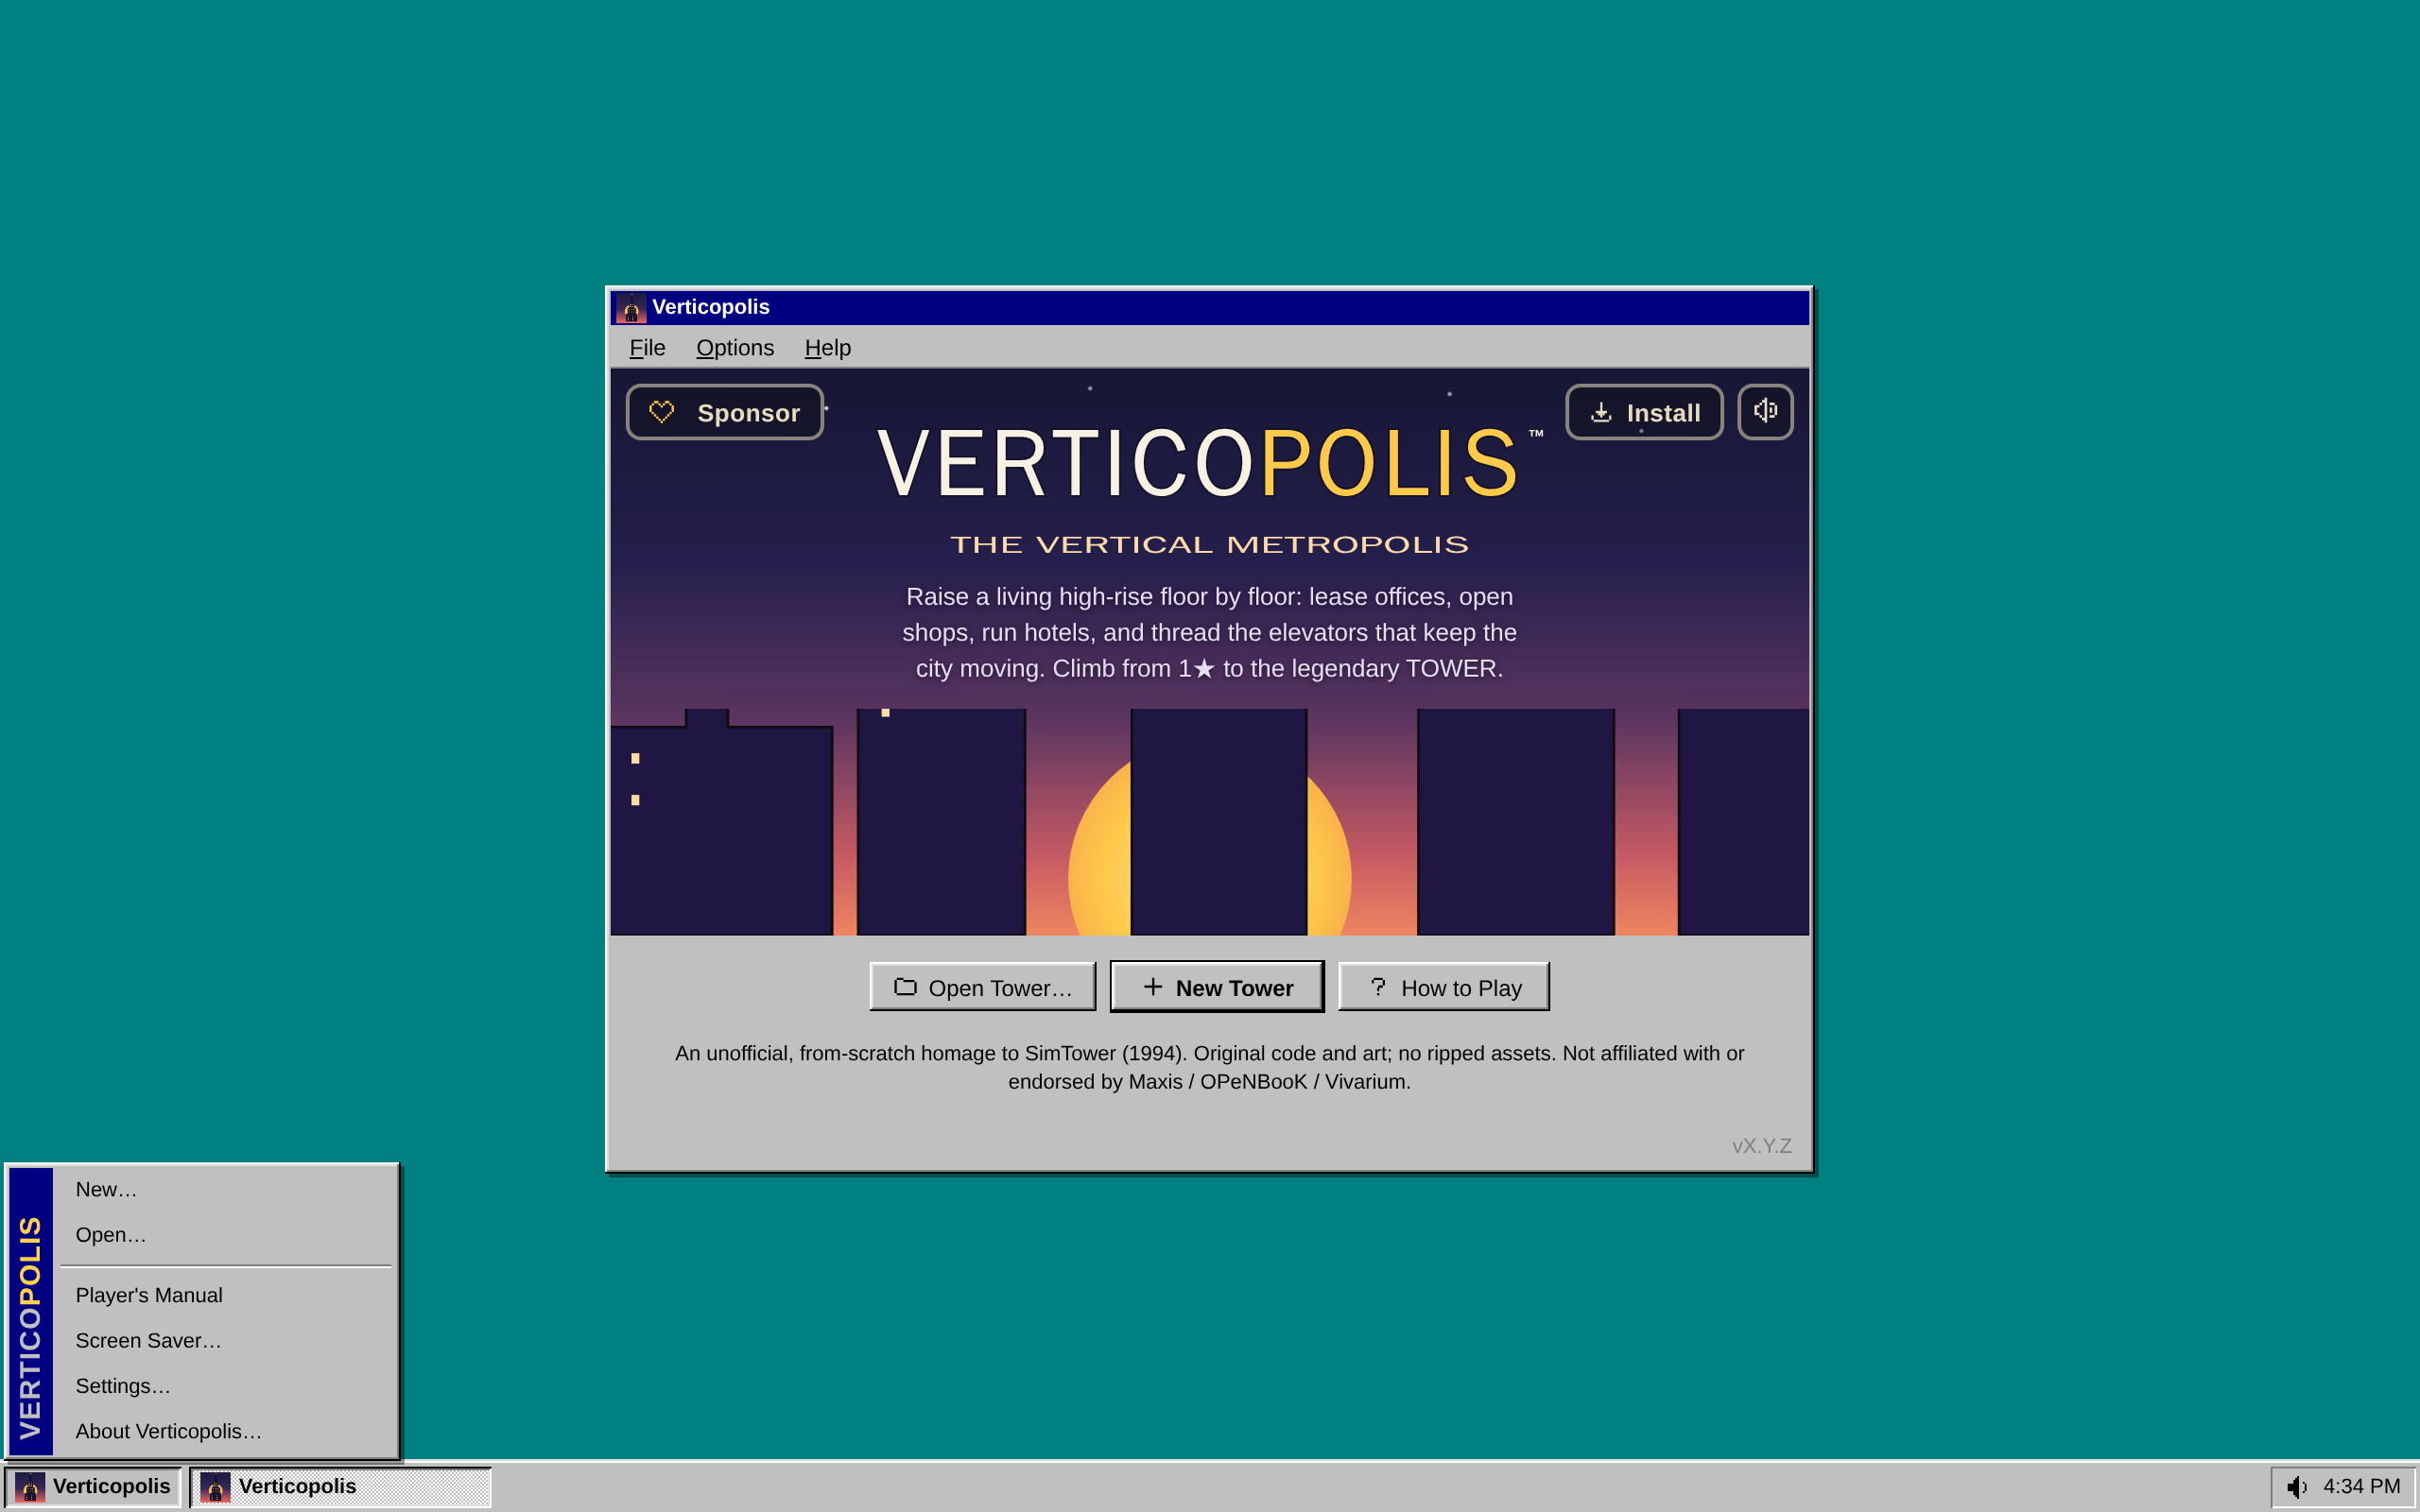 Verticopolis
File Options Help
Sponsor
Install
VERTICOPOLIS™
THE VERTICAL METROPOLIS
Raise a living high-rise floor by floor: lease offices, open
shops, run hotels, and thread the elevators that keep the
city moving. Climb from 1★ to the legendary TOWER.
Open Tower… New Tower How to Play
An unofficial, from-scratch homage to SimTower (1994). Original code and art; no ripped assets. Not affiliated with or
endorsed by Maxis / OPeNBooK / Vivarium.
vX.Y.Z
VERTICOPOLIS
New…
Open…
Player's Manual
Screen Saver…
Settings…
About Verticopolis…
Verticopolis Verticopolis 4:34 PM